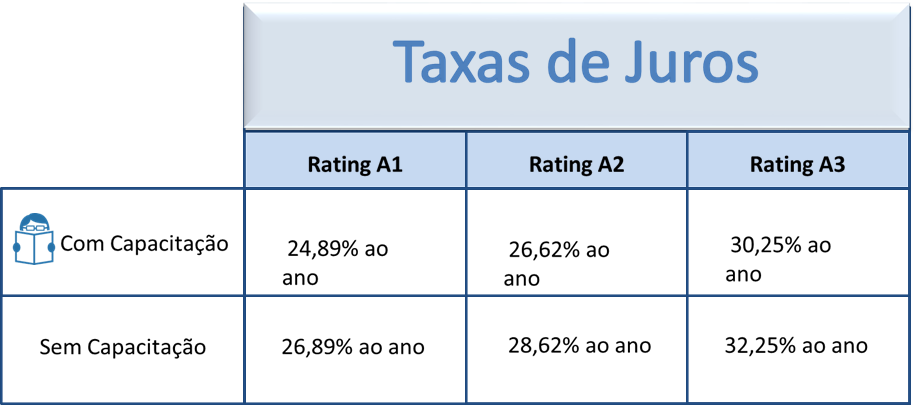 Taxas de Juros
Rating A1 Rating A2 Rating A3
Com Capacitação
24,89% ao
ano
26,62% ao
ano
30,25% ao
ano
Sem Capacitação
26,89% ao ano
28,62% ao ano
32,25% ao ano